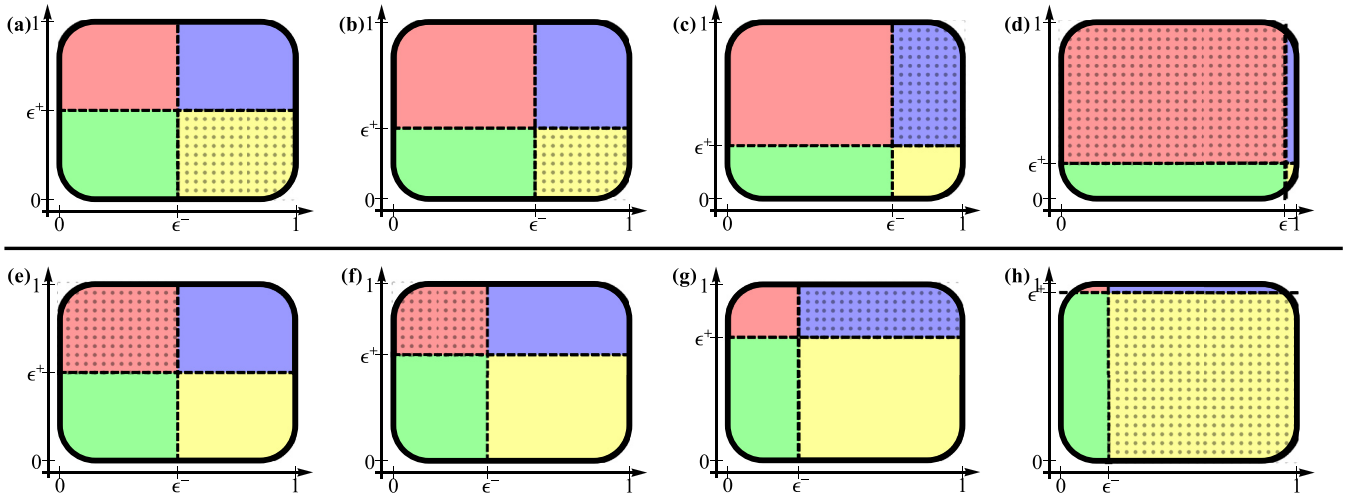 (a) 1 ϵ⁺ 0 0 ϵ⁻ 1
(b) 1 ϵ⁺ 0 0 ϵ⁻ 1
(c) 1 ϵ⁺ 0 0 ϵ⁻ 1
(d) 1 ϵ⁺ 0 0 ϵ⁻ 1
(e) 1 ϵ⁺ 0 0 ϵ⁻ 1
(f) 1 ϵ⁺ 0 0 ϵ⁻ 1
(g) 1 ϵ⁺ 0 0 ϵ⁻ 1
(h) 1 ϵ⁺ 0 0 ϵ⁻ 1